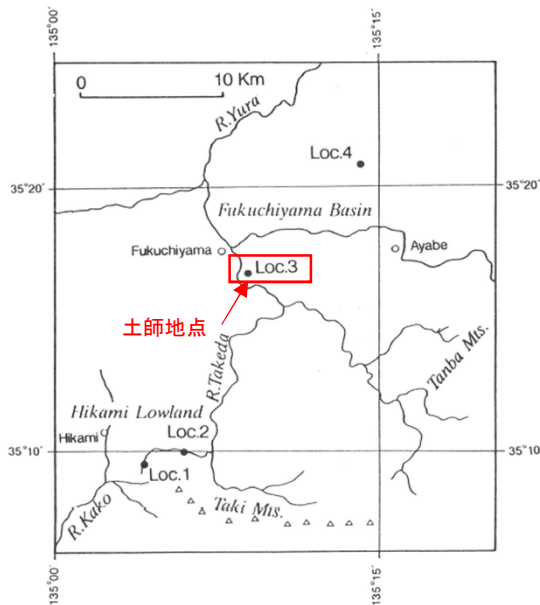 135°00'
135°15'
0 10 Km
R.Yura
Loc.4
35°20'
35°20'
Fukuchiyama Basin
Fukuchiyama
Ayabe
Loc.3
土師地点
R.Takeda
Tanba Mts.
Hikami Lowland
Hikami
Loc.2
35°10'
35°10'
Loc.1
Taki Mts.
R.Kako
135°00'
135°15'